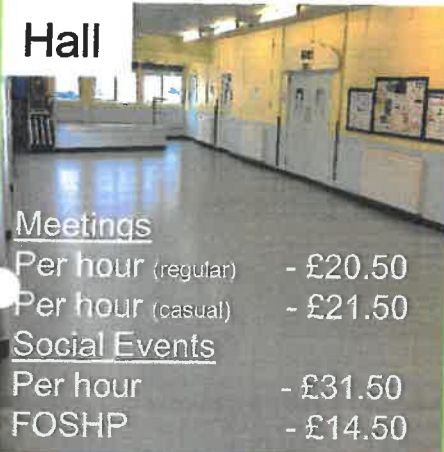 Hall
Meetings
Per hour (regular) - £20.50
Per hour (casual) - £21.50
Social Events
Per hour - £31.50
FOSHP - £14.50